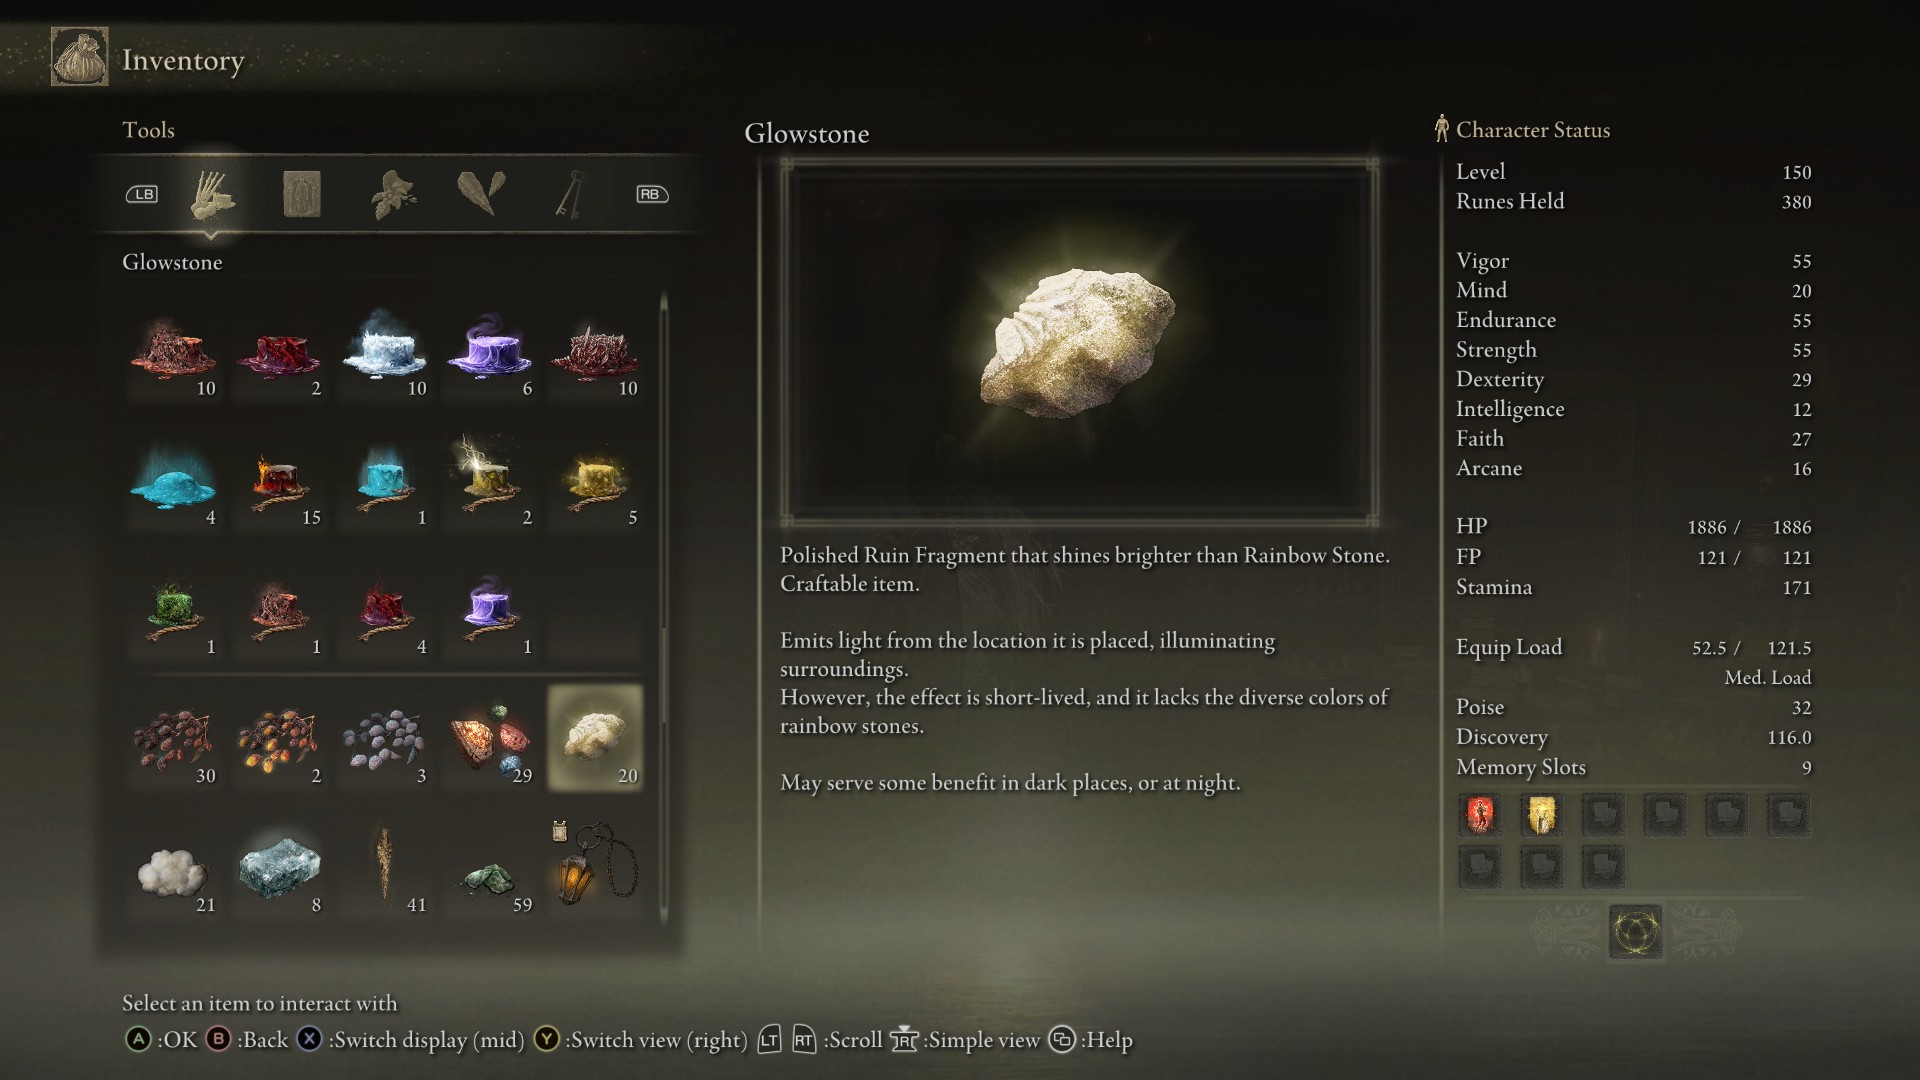 Inventory
Tools
LB
RB
Glowstone
10
2
10
6
10
4
15
1
2
5
1
1
4
1
30
2
3
29
20
21
8
41
59
Select an item to interact with
A :OK B :Back X :Switch display (mid) Y :Switch view (right) LT RT :Scroll R :Simple view :Help
Glowstone
Polished Ruin Fragment that shines brighter than Rainbow Stone.
Craftable item.
Emits light from the location it is placed, illuminating
surroundings.
However, the effect is short-lived, and it lacks the diverse colors of
rainbow stones.
May serve some benefit in dark places, or at night.
Character Status
Level 150
Runes Held 380
Vigor 55
Mind 20
Endurance 55
Strength 55
Dexterity 29
Intelligence 12
Faith 27
Arcane 16
HP 1886 / 1886
FP 121 / 121
Stamina 171
Equip Load 52.5 / 121.5
Med. Load
Poise 32
Discovery 116.0
Memory Slots 9